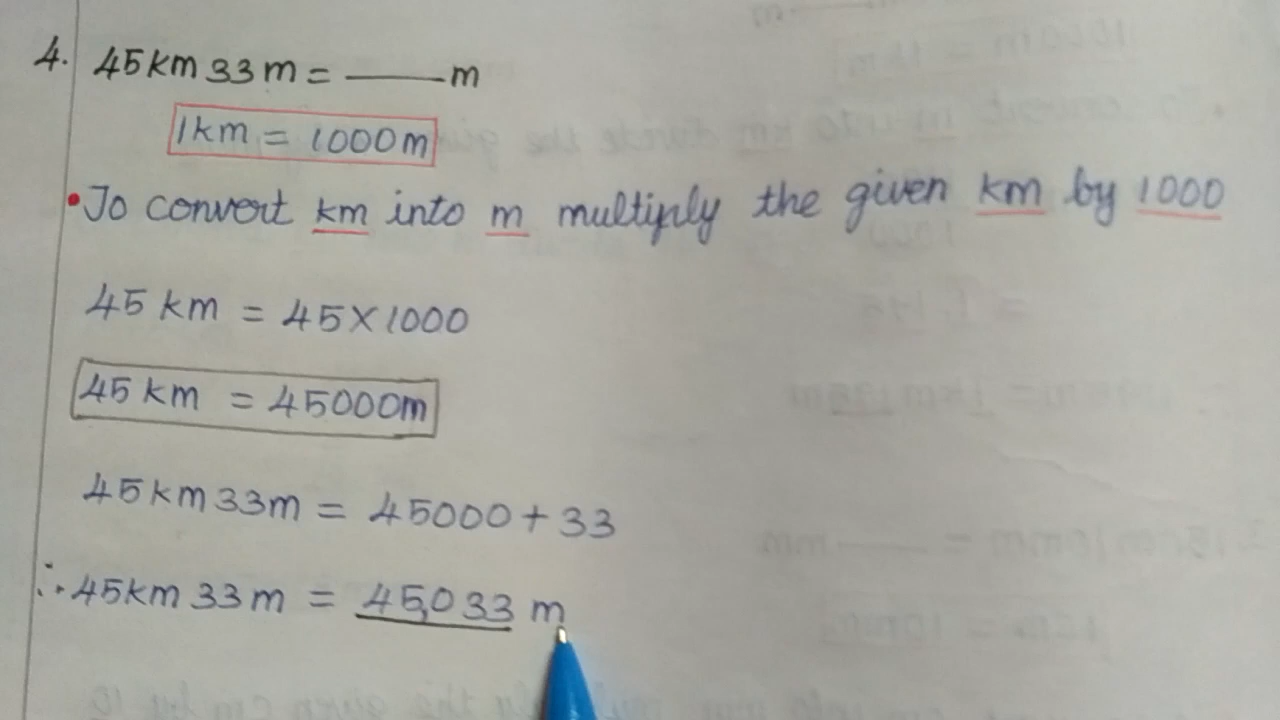 4. 45km 33m = ——— m
1km = 1000m
• To convert km into m multiply the given km by 1000
45 km = 45×1000
45 km = 45000m
45km 33m = 45000 + 33
∴ 45km 33m = 45,033 m